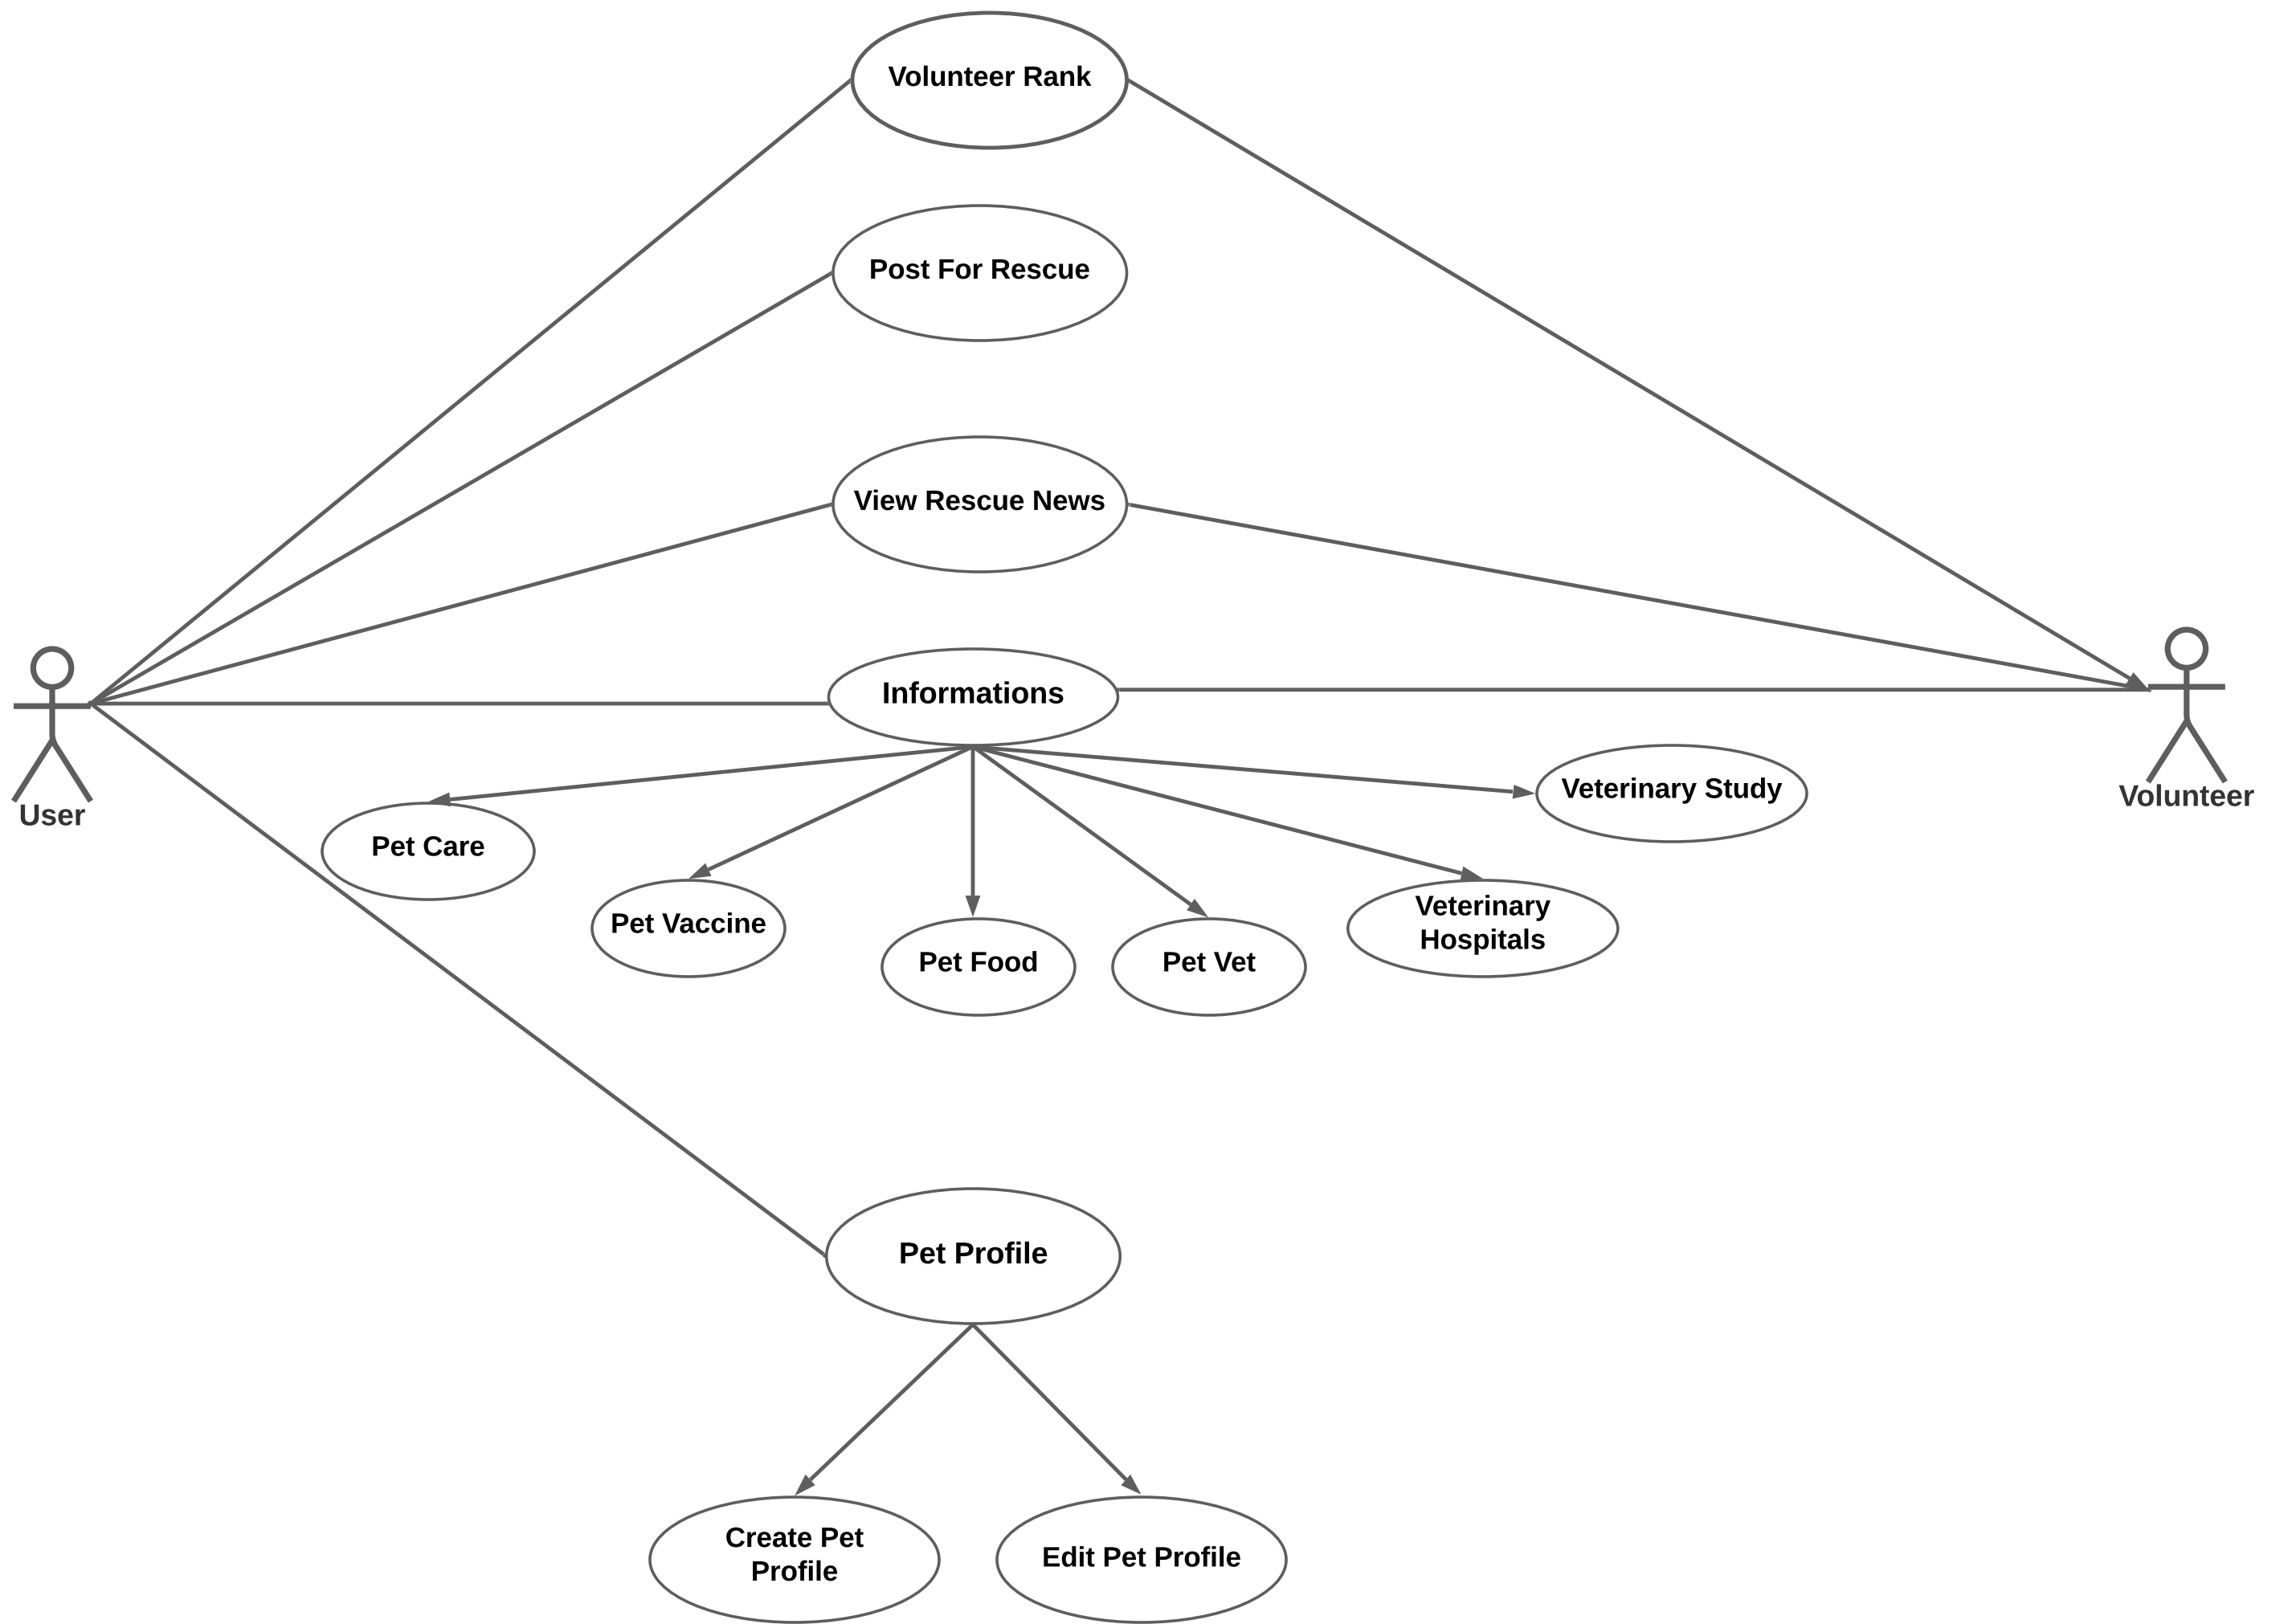 Volunteer Rank
Post For Rescue
View Rescue News
Informations
User
Volunteer
Veterinary Study
Pet Care
Pet Vaccine
Pet Food
Pet Vet
Veterinary
Hospitals
Pet Profile
Create Pet
Profile
Edit Pet Profile